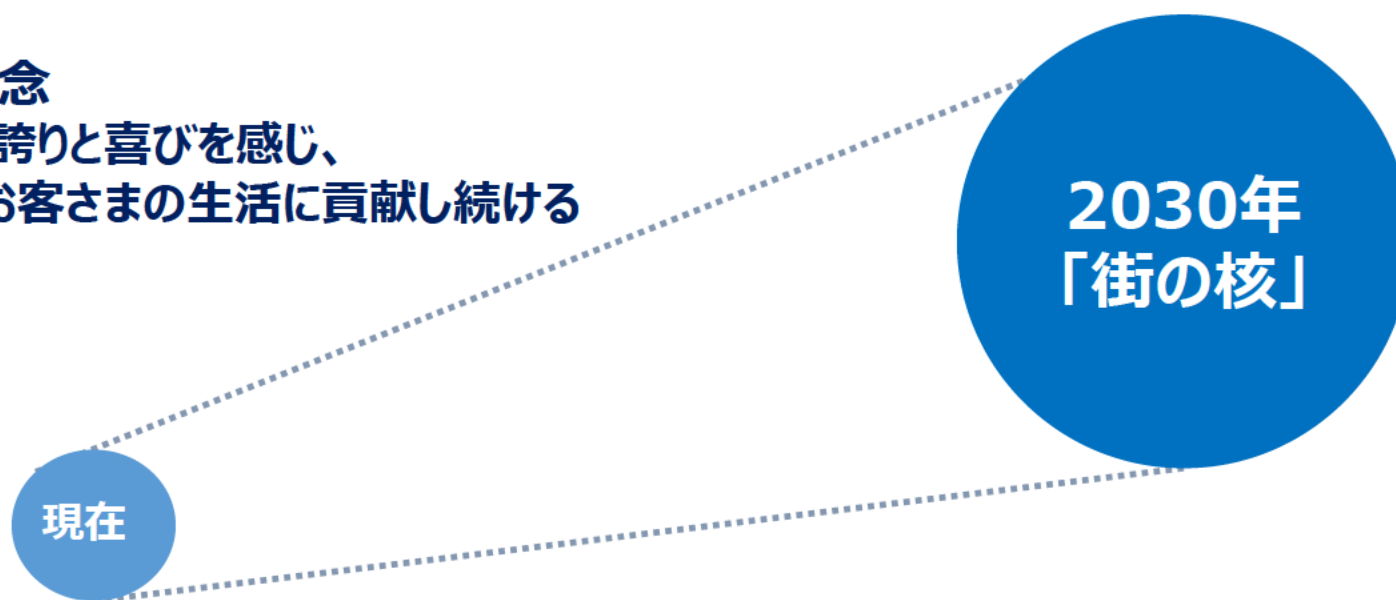 念
誇りと喜びを感じ、
お客さまの生活に貢献し続ける
2030年
「街の核」
現在